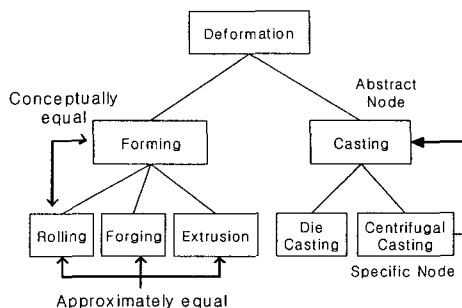 Deformation
Abstract
Node
Conceptually
equal
Forming
Casting
Rolling
Forging
Extrusion
Die
Casting
Centrifugal
Casting
Specific Node
Approximately equal